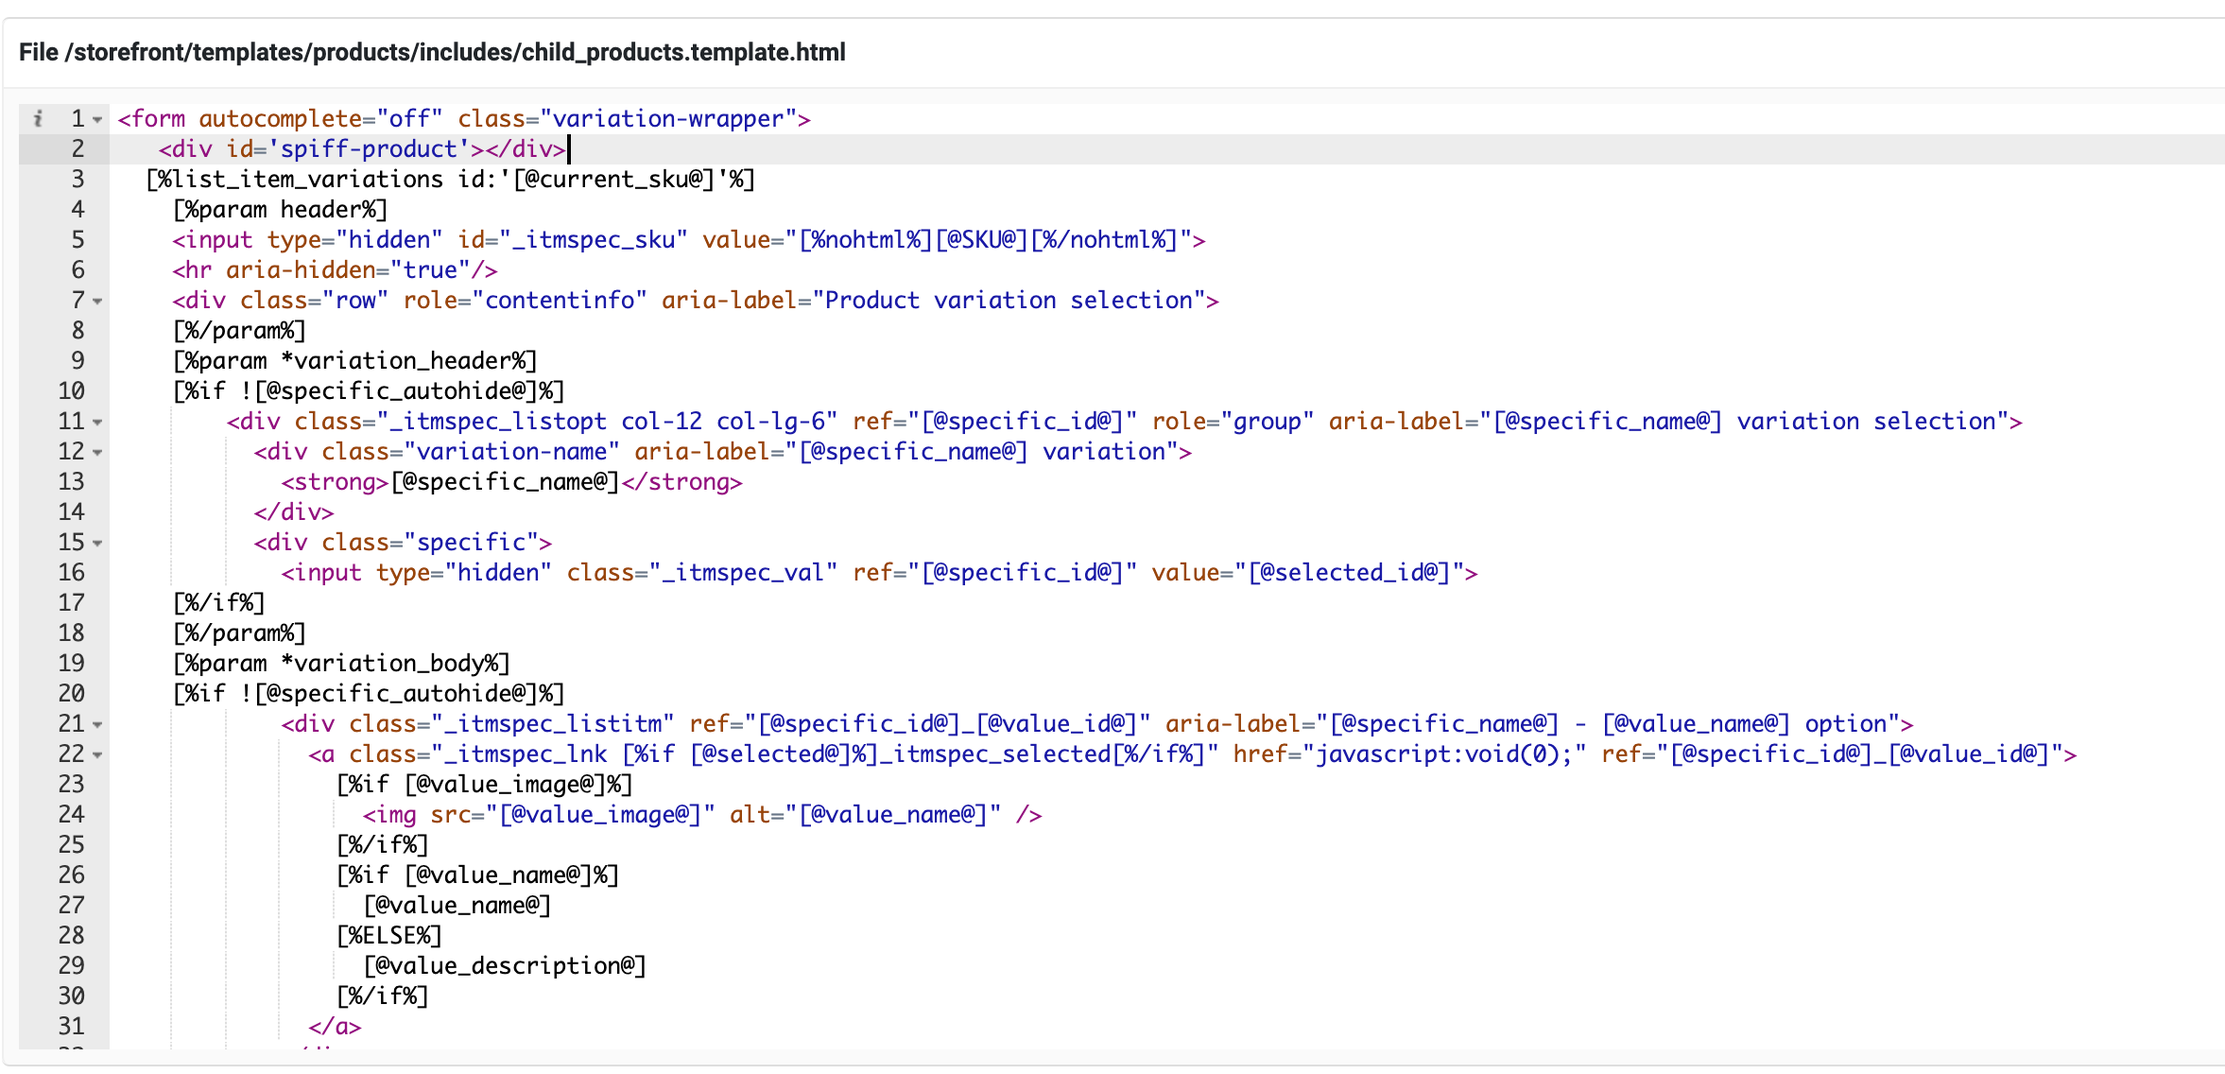 File /storefront/templates/products/includes/child_products.template.html
i 1 <form autocomplete="off" class="variation-wrapper">
2 <div id='spiff-product'></div>
3 [%list_item_variations id:'[@current_sku@]'%]
4 [%param header%]
5 <input type="hidden" id="_itmspec_sku" value="[%nohtml%][@SKU@][%/nohtml%]">
6 <hr aria-hidden="true"/>
7 <div class="row" role="contentinfo" aria-label="Product variation selection">
8 [%/param%]
9 [%param *variation_header%]
10 [%if ![@specific_autohide@]%]
11 <div class="_itmspec_listopt col-12 col-lg-6" ref="[@specific_id@]" role="group" aria-label="[@specific_name@] variation selection">
12 <div class="variation-name" aria-label="[@specific_name@] variation">
13 <strong>[@specific_name@]</strong>
14 </div>
15 <div class="specific">
16 <input type="hidden" class="_itmspec_val" ref="[@specific_id@]" value="[@selected_id@]">
17 [%/if%]
18 [%/param%]
19 [%param *variation_body%]
20 [%if ![@specific_autohide@]%]
21 <div class="_itmspec_listitm" ref="[@specific_id@]_[@value_id@]" aria-label="[@specific_name@] - [@value_name@] option">
22 <a class="_itmspec_lnk [%if [@selected@]%]_itmspec_selected[%/if%]" href="javascript:void(0);" ref="[@specific_id@]_[@value_id@]">
23 [%if [@value_image@]%]
24 <img src="[@value_image@]" alt="[@value_name@]" />
25 [%/if%]
26 [%if [@value_name@]%]
27 [@value_name@]
28 [%ELSE%]
29 [@value_description@]
30 [%/if%]
31 </a>